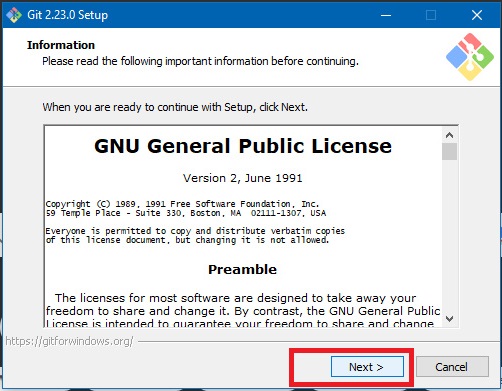 Git 2.23.0 Setup
Information
Please read the following important information before continuing.
When you are ready to continue with Setup, click Next.
GNU General Public License
Version 2, June 1991
Copyright (C) 1989, 1991 Free Software Foundation, Inc.
59 Temple Place - Suite 330, Boston, MA  02111-1307, USA
Everyone is permitted to copy and distribute verbatim copies
of this license document, but changing it is not allowed.
Preamble
The licenses for most software are designed to take away your
freedom to share and change it. By contrast, the GNU General Public
License is intended to guarantee your freedom to share and change
https://gitforwindows.org/
Next >
Cancel